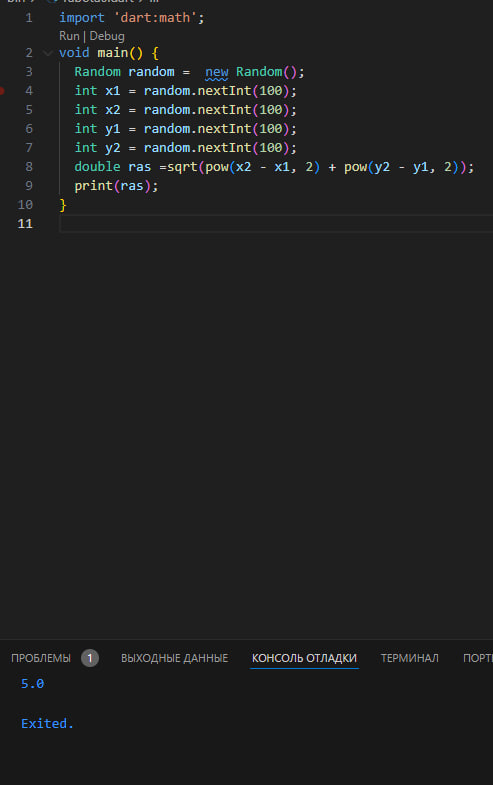 1 import 'dart:math';
Run | Debug
2 void main() {
3 Random random =  new Random();
4 int x1 = random.nextInt(100);
5 int x2 = random.nextInt(100);
6 int y1 = random.nextInt(100);
7 int y2 = random.nextInt(100);
8 double ras =sqrt(pow(x2 - x1, 2) + pow(y2 - y1, 2));
9 print(ras);
10 }
11
ПРОБЛЕМЫ 1 ВЫХОДНЫЕ ДАННЫЕ КОНСОЛЬ ОТЛАДКИ ТЕРМИНАЛ
5.0
Exited.